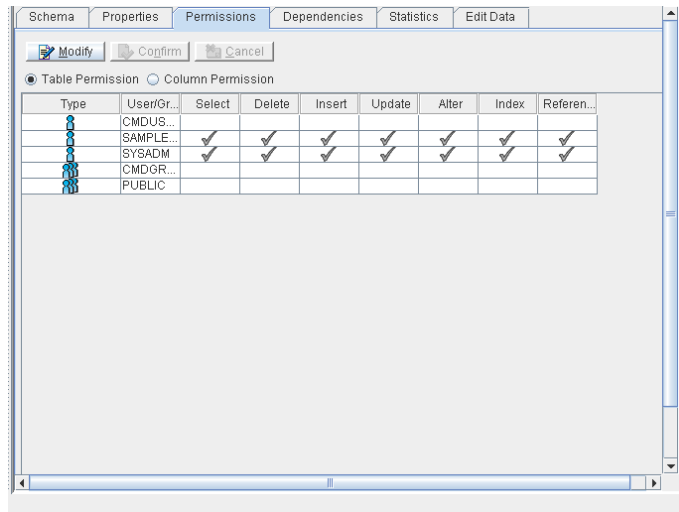 Schema Properties Permissions Dependencies Statistics Edit Data
Modify Confirm Cancel
Table Permission Column Permission
Type User/Gr... Select Delete Insert Update Alter Index Referen...
CMDUS...
SAMPLE...
SYSADM
CMDGR...
PUBLIC